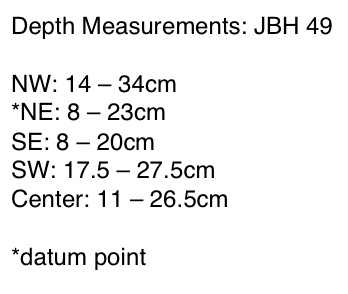 Depth Measurements: JBH 49
NW: 14 – 34cm
*NE: 8 – 23cm
SE: 8 – 20cm
SW: 17.5 – 27.5cm
Center: 11 – 26.5cm
*datum point